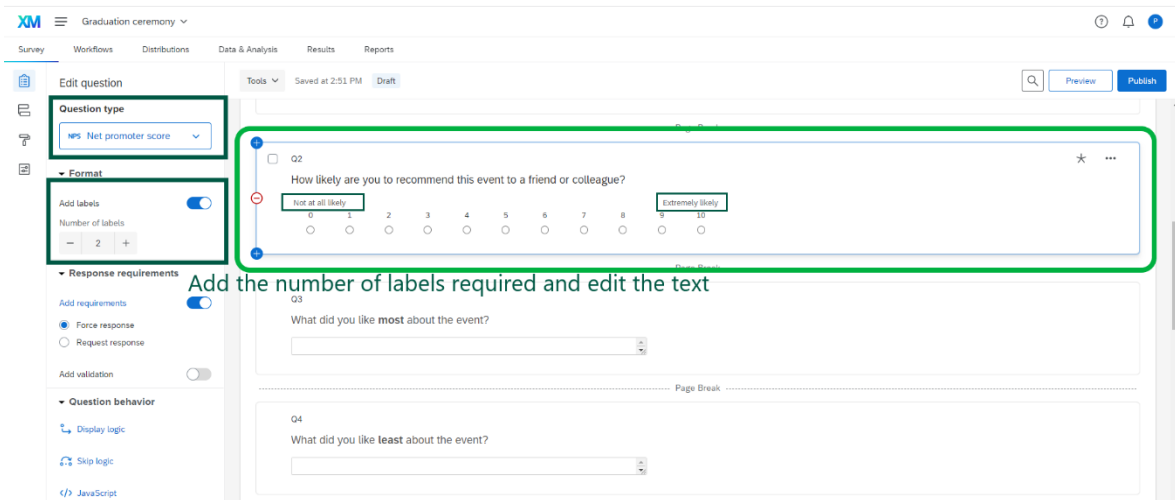 XM Graduation ceremony
P
Survey Workflows Distributions Data & Analysis Results Reports
Edit question
Tools Saved at 2:51 PM Draft
Preview Publish
Question type
NPS Net promoter score
Format
Add labels
Number of labels
− 2 +
Response requirements
Add requirements
Force response
Request response
Add validation
Question behavior
Display logic
Skip logic
</> JavaScript
Page Break
Q2
How likely are you to recommend this event to a friend or colleague?
Not at all likely Extremely likely
0 1 2 3 4 5 6 7 8 9 10
Page Break
Add the number of labels required and edit the text
Q3
What did you like most about the event?
Page Break
Q4
What did you like least about the event?